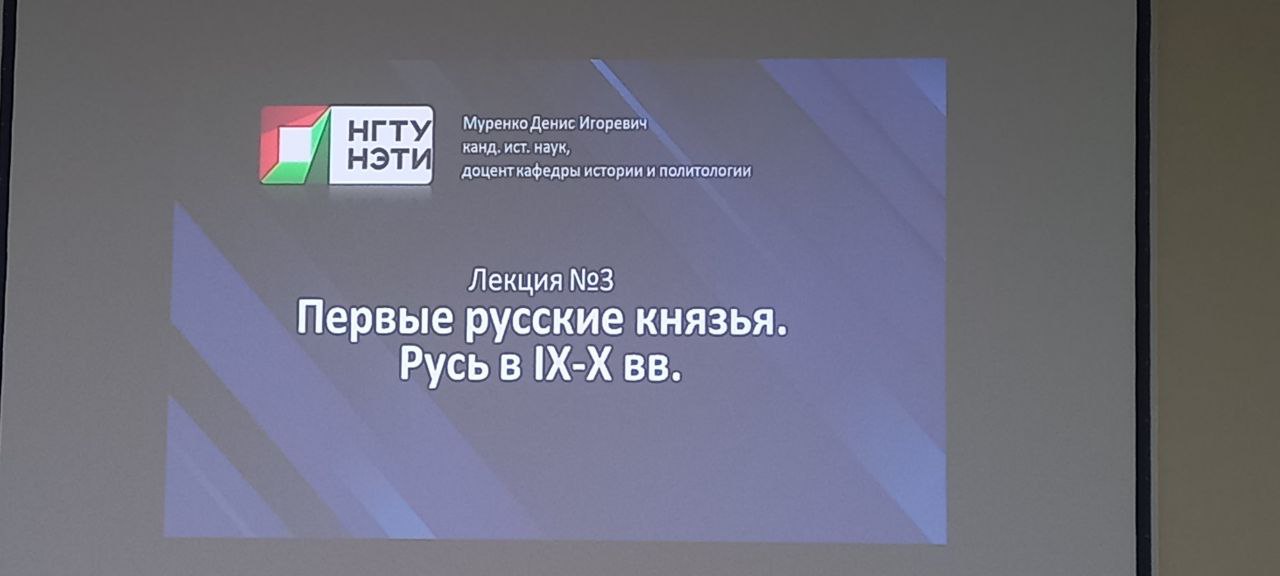 НГТУ
НЭТИ
Муренко Денис Игоревич
канд. ист. наук,
доцент кафедры истории и политологии
Лекция №3
Первые русские князья.
Русь в IX-X вв.